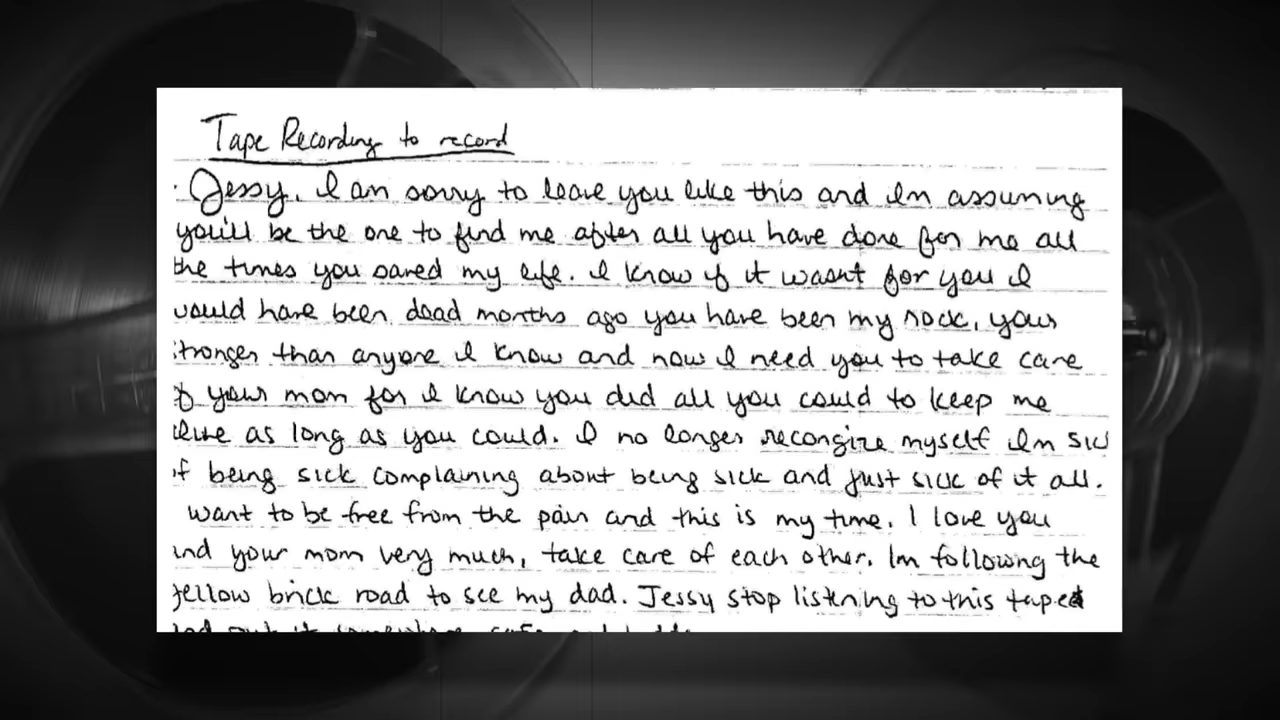 Tape Recording to record
Jessy, I am sorry to leave you like this and Im assuming
you'll be the one to find me after all you have done for me all
the times you saved my life. I know if it wasnt for you I
would have been dead months ago you have been my rock, your
stronger than anyone I know and now I need you to take care
of your mom for I know you did all you could to keep me
alive as long as you could. I no longer recongize myself Im sick
of being sick complaining about being sick and just sick of it all.
want to be free from the pain and this is my time. I love you
and your mom very much, take care of each other. Im following the
yellow brick road to see my dad. Jessy stop listening to this taped